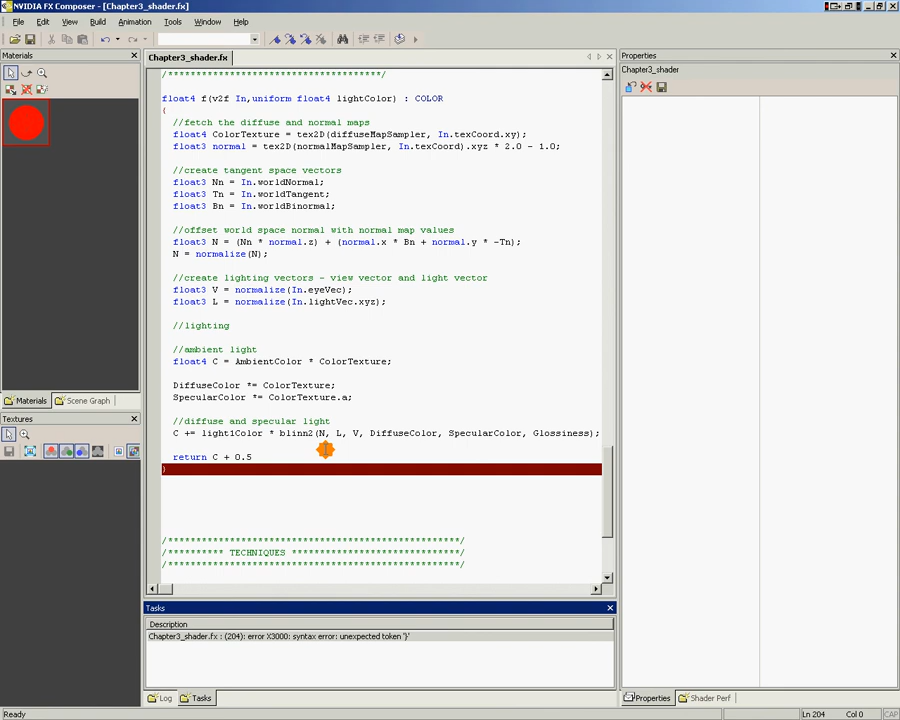 NVIDIA FX Composer - [Chapter3_shader.fx]
File Edit View Build Animation Tools Window Help
Materials
Chapter3_shader.fx
Properties
Chapter3_shader
/*************************************/
float4 f(v2f In,uniform float4 lightColor) : COLOR
{
//fetch the diffuse and normal maps
float4 ColorTexture = tex2D(diffuseMapSampler, In.texCoord.xy);
float3 normal = tex2D(normalMapSampler, In.texCoord).xyz * 2.0 - 1.0;
//create tangent space vectors
float3 Nn = In.worldNormal;
float3 Tn = In.worldTangent;
float3 Bn = In.worldBinormal;
//offset world space normal with normal map values
float3 N = (Nn * normal.z) + (normal.x * Bn + normal.y * -Tn);
N = normalize(N);
//create lighting vectors - view vector and light vector
float3 V = normalize(In.eyeVec);
float3 L = normalize(In.lightVec.xyz);
//lighting
//ambient light
float4 C = AmbientColor * ColorTexture;
DiffuseColor *= ColorTexture;
SpecularColor *= ColorTexture.a;
//diffuse and specular light
C += light1Color * blinn2(N, L, V, DiffuseColor, SpecularColor, Glossiness);
return C + 0.5
}
/*************************************************/
/********** TECHNIQUES **************************/
/*************************************************/
Materials Scene Graph
Textures
Tasks
Description
Chapter3_shader.fx : (204): error X3000: syntax error: unexpected token '}'
Log Tasks
Properties Shader Perf
Ready
Ln 204 Col 0 CAP